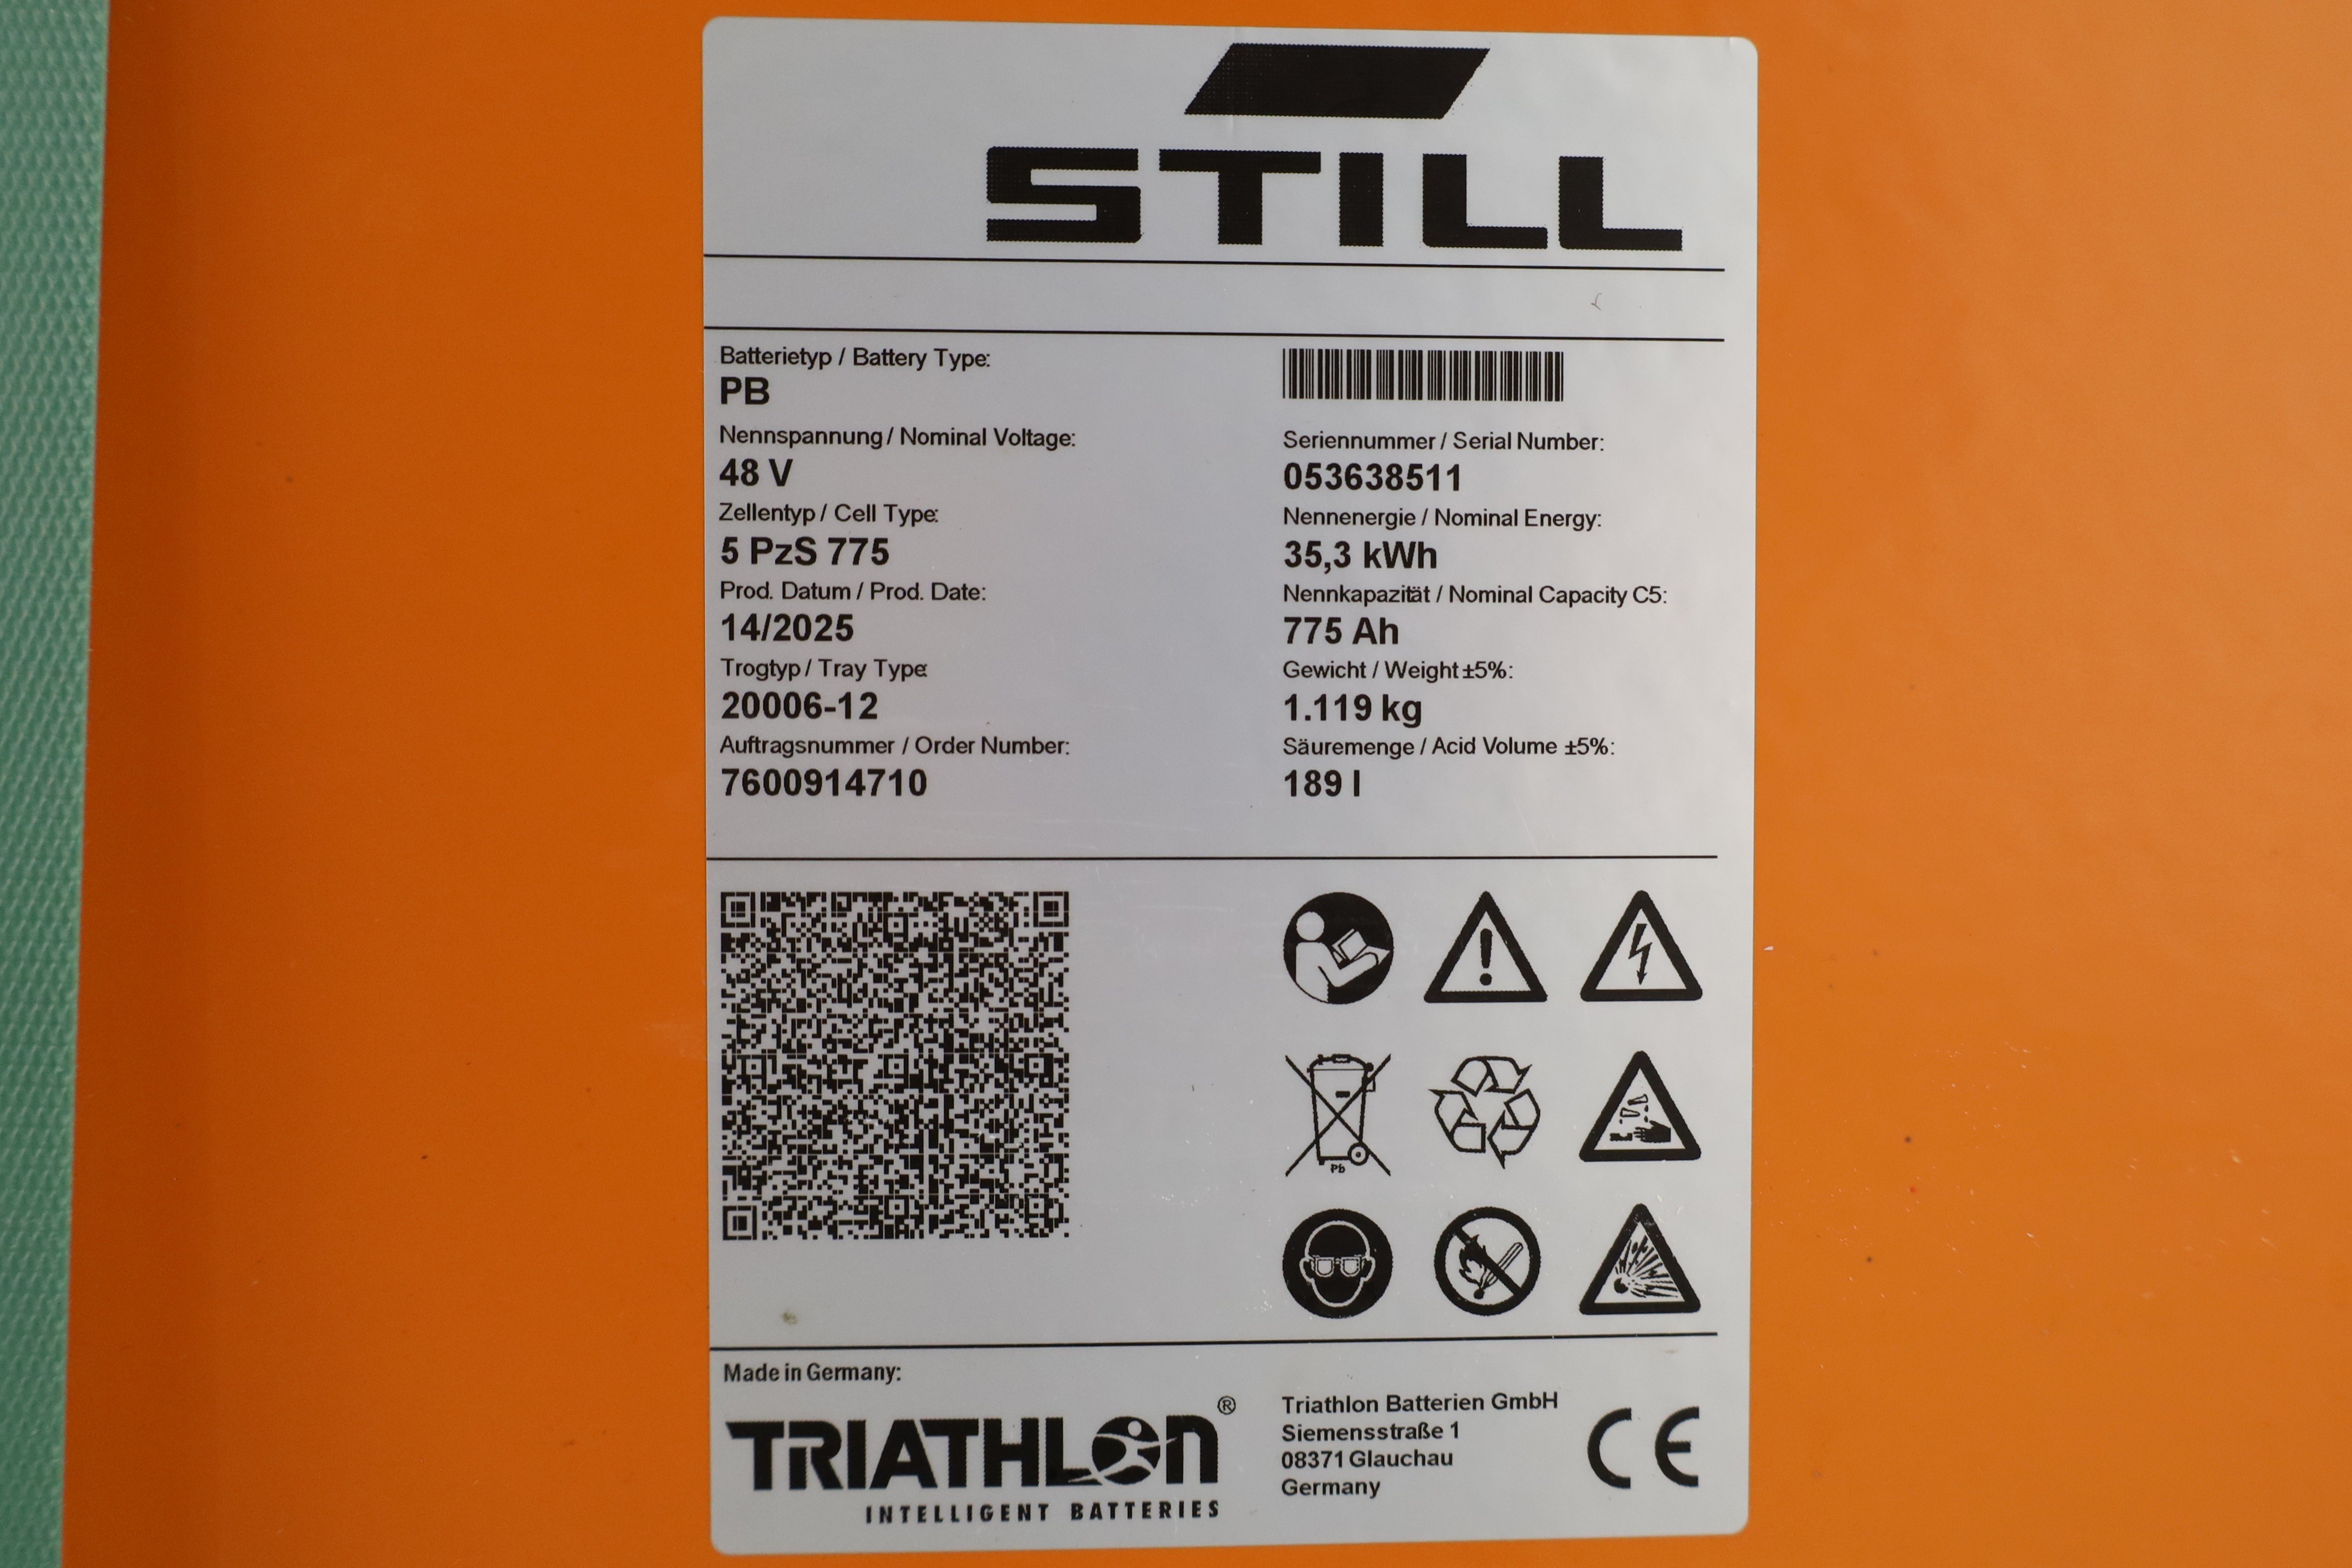 STILL
Batterietyp / Battery Type:
PB
Nennspannung / Nominal Voltage:
48 V
Seriennummer / Serial Number:
053638511
Zellentyp / Cell Type:
5 PzS 775
Nennenergie / Nominal Energy:
35,3 kWh
Prod. Datum / Prod. Date:
14/2025
Nennkapazität / Nominal Capacity C5:
775 Ah
Trogtyp / Tray Type
20006-12
Gewicht / Weight ±5%:
1.119 kg
Auftragsnummer / Order Number:
7600914710
Säuremenge / Acid Volume ±5%:
189 l
Pb
Made in Germany:
TRIATHLON®
INTELLIGENT BATTERIES
Triathlon Batterien GmbH
Siemensstraße 1
08371 Glauchau
Germany
CE